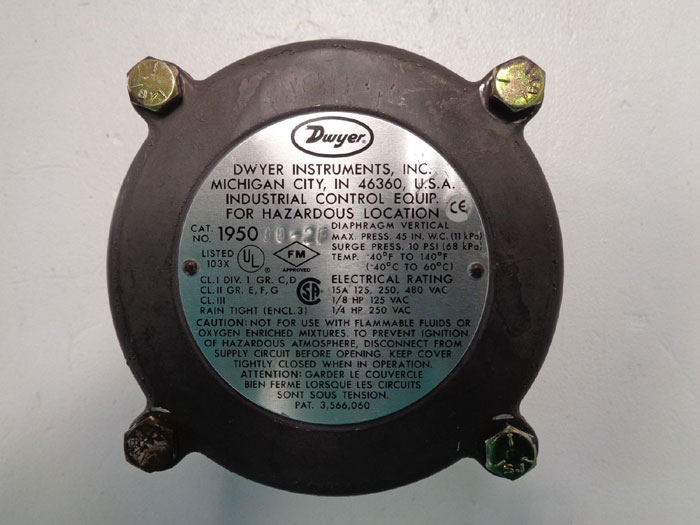 Dwyer®
DWYER INSTRUMENTS, INC.
MICHIGAN CITY, IN 46360, U.S.A.
INDUSTRIAL CONTROL EQUIP.
FOR HAZARDOUS LOCATION CE
CAT. NO. 1950
DIAPHRAGM VERTICAL
MAX. PRESS. 45 IN. W.C. (11 kPa)
SURGE PRESS. 10 PSI (68 kPa)
TEMP. -40°F TO 140°F
(-40°C TO 60°C)
LISTED
103X
UL ®
FM
APPROVED
CL.I DIV. 1 GR. C,D
CL.II GR. E,F,G
CL.III
RAIN TIGHT (ENCL.3)
SA
ELECTRICAL RATING
15A 125, 250, 480 VAC
1/8 HP 125 VAC
1/4 HP 250 VAC
CAUTION: NOT FOR USE WITH FLAMMABLE FLUIDS OR
OXYGEN ENRICHED MIXTURES. TO PREVENT IGNITION
OF HAZARDOUS ATMOSPHERE, DISCONNECT FROM
SUPPLY CIRCUIT BEFORE OPENING. KEEP COVER
TIGHTLY CLOSED WHEN IN OPERATION.
ATTENTION: GARDER LE COUVERCLE
BIEN FERME LORSQUE LES CIRCUITS
SONT SOUS TENSION.
PAT. 3,566,060